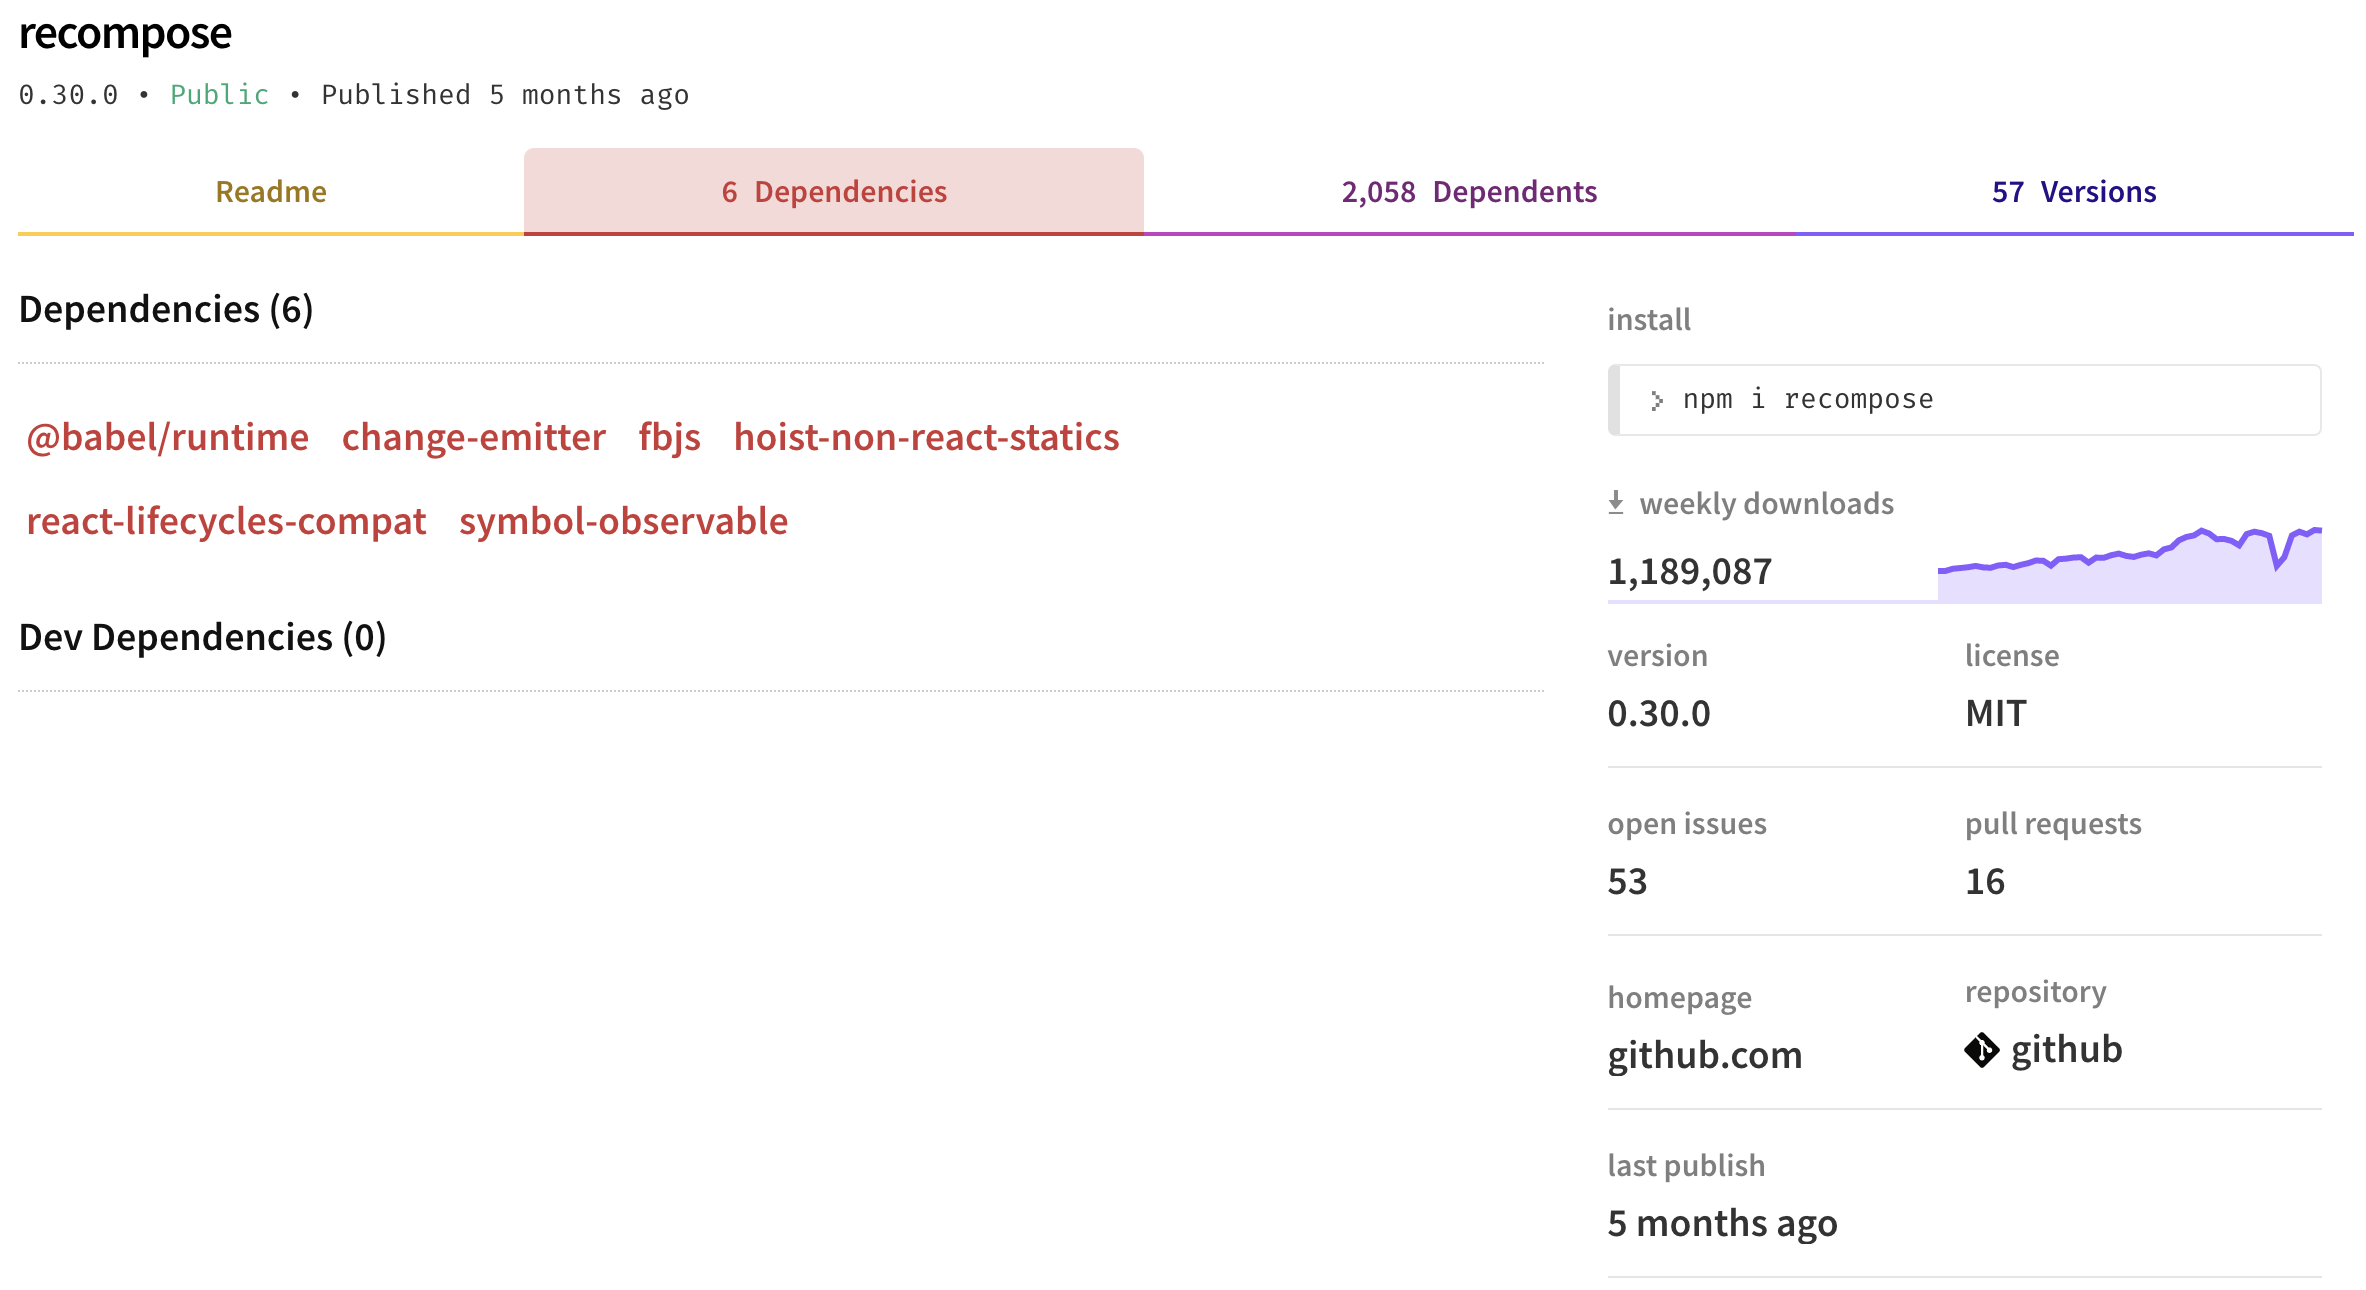 recompose
0.30.0 • Public • Published 5 months ago
Readme
6 Dependencies
2,058 Dependents
57 Versions
Dependencies (6)
@babel/runtime change-emitter fbjs hoist-non-react-statics
react-lifecycles-compat symbol-observable
Dev Dependencies (0)
install
npm i recompose
weekly downloads
1,189,087
version
0.30.0
license
MIT
open issues
53
pull requests
16
homepage
github.com
repository
github
last publish
5 months ago